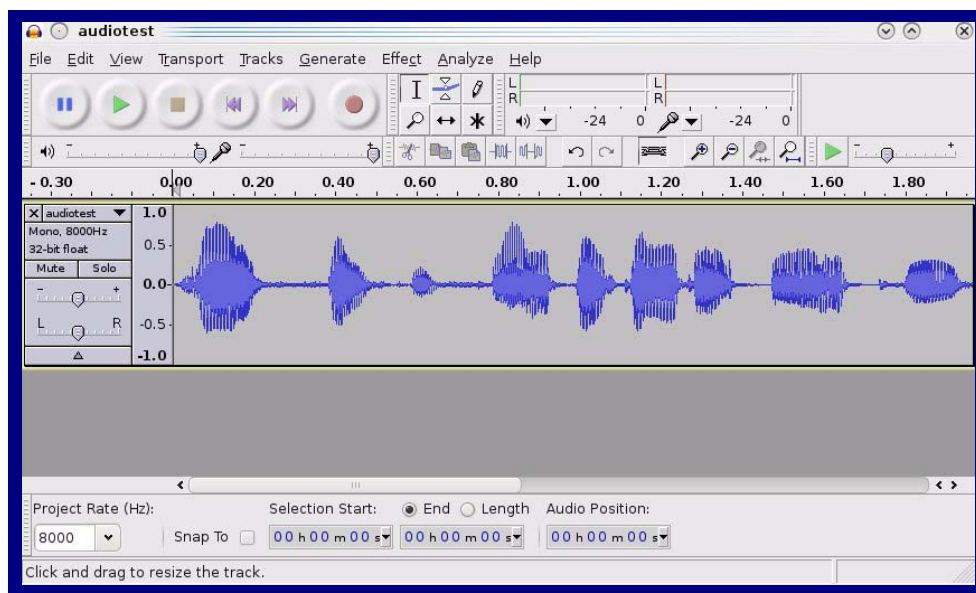 audiotest
File Edit View Transport Tracks Generate Effect Analyze Help
L
R
-24 0
L
R
-24 0
- +
- +
- 0.30 0.00 0.20 0.40 0.60 0.80 1.00 1.20 1.40 1.60 1.80
X audiotest
Mono, 8000Hz
32-bit float
Mute Solo
- +
L R
1.0
0.5
0.0
-0.5
-1.0
Project Rate (Hz):
8000
Snap To
Selection Start:
End Length
Audio Position:
00 h 00 m 00 s
00 h 00 m 00 s
00 h 00 m 00 s
Click and drag to resize the track.